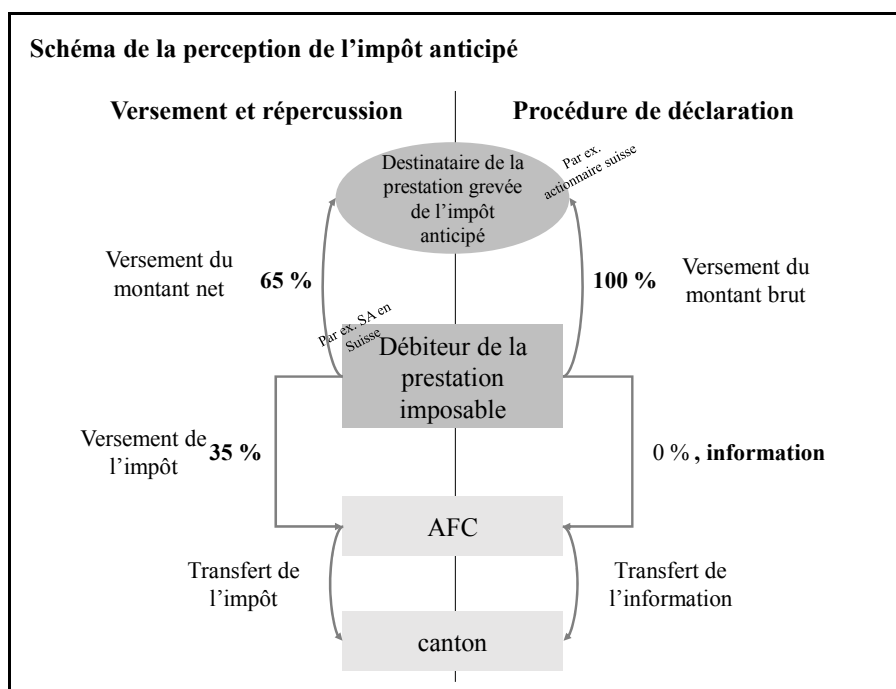 Schéma de la perception de l’impôt anticipé
Versement et répercussion
Procédure de déclaration
Destinataire de la
prestation grevée
de l’impôt
anticipé
Par ex.
actionnaire suisse
Versement du
montant net
65 %
100 %
Versement du
montant brut
Par ex. SA en
Suisse
Débiteur de la
prestation
imposable
Versement de
l’impôt
35 %
0 % , information
AFC
Transfert de
l’impôt
Transfert de
l’information
canton